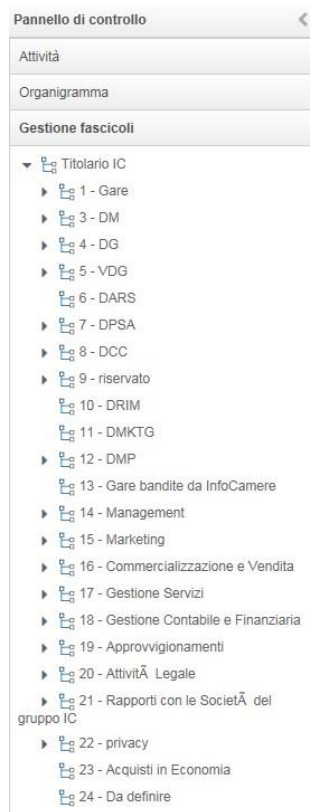 Pannello di controllo
Attività
Organigramma
Gestione fascicoli
Titolario IC
1 - Gare
3 - DM
4 - DG
5 - VDG
6 - DARS
7 - DPSA
8 - DCC
9 - riservato
10 - DRIM
11 - DMKTG
12 - DMP
13 - Gare bandite da InfoCamere
14 - Management
15 - Marketing
16 - Commercializzazione e Vendita
17 - Gestione Servizi
18 - Gestione Contabile e Finanziaria
19 - Approvvigionamenti
20 - AttivitÃ  Legale
21 - Rapporti con le SocietÃ  del
gruppo IC
22 - privacy
23 - Acquisti in Economia
24 - Da definire